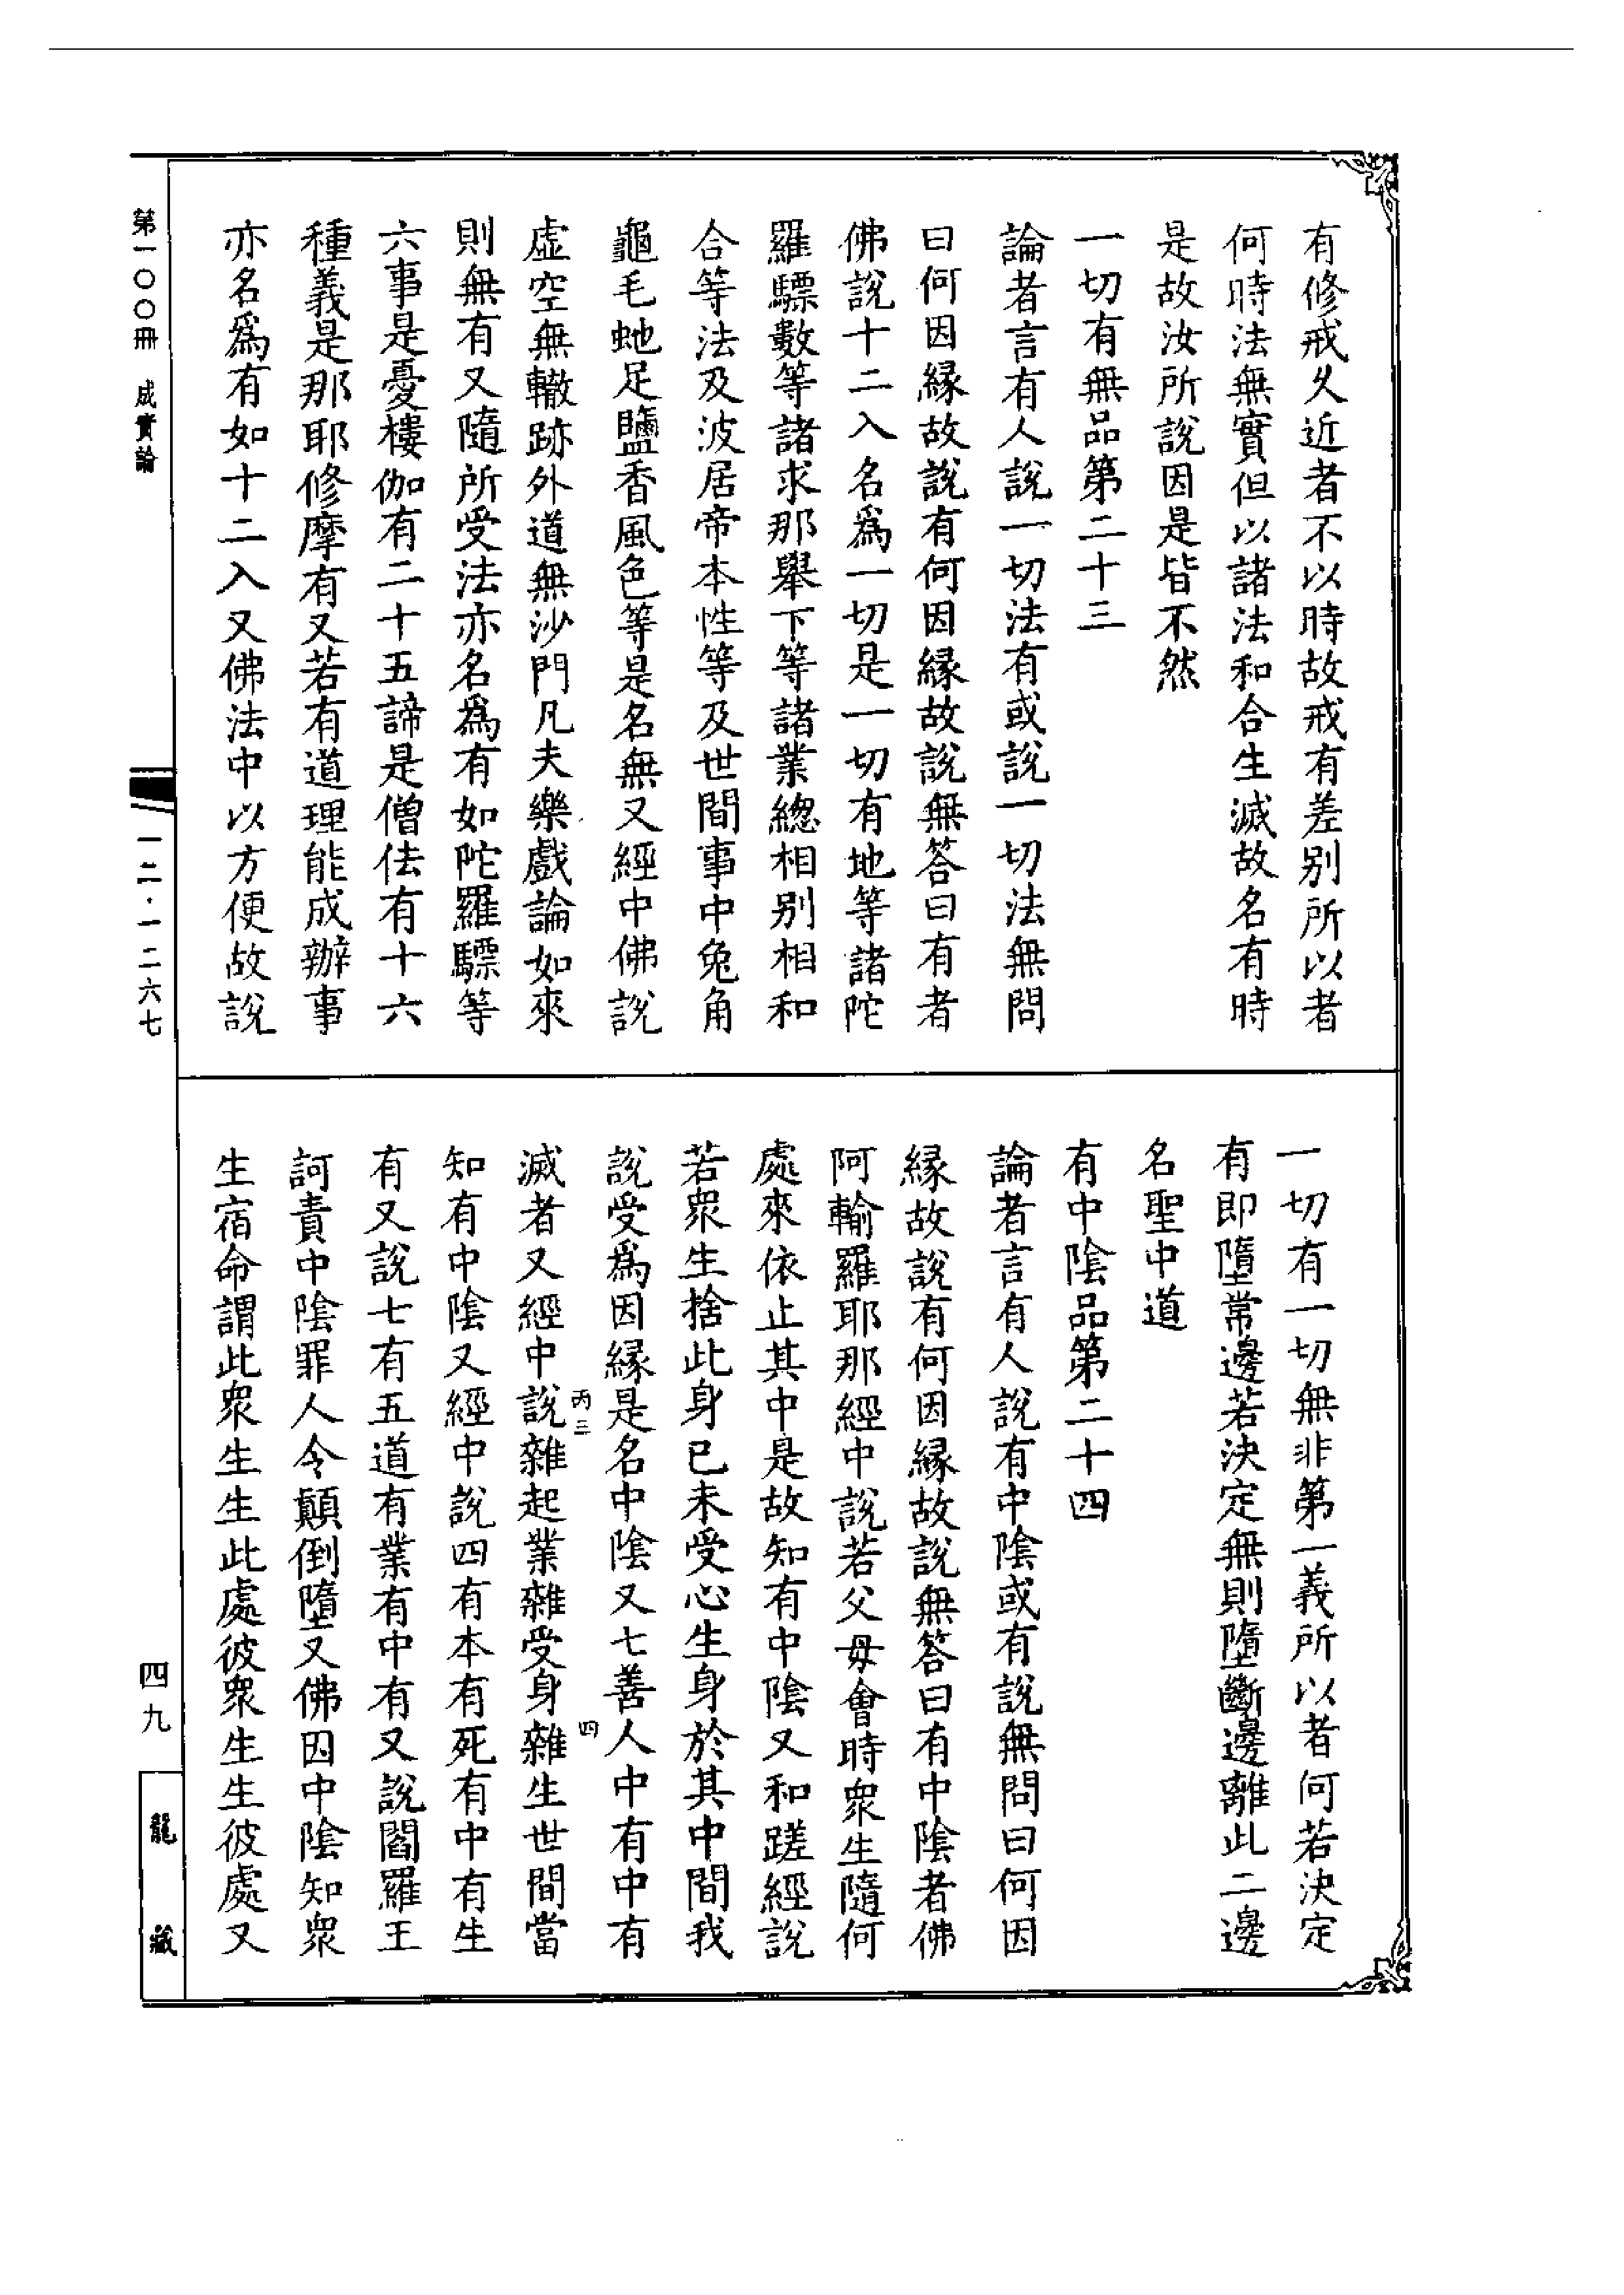 有修戒久近者不以時故戒有差别所以者
何時法無實但以諸法和合生滅故名有時
是故汝所說因是皆不然
一切有無品第二十三
論者言有人說一切法有或說一切法無問
曰何因緣故說有何因緣故說無答曰有者
佛說十二入名爲一切是一切有地等諸陀
羅驃數等諸求那舉下等諸業總相别相和
合等法及波居帝本性等及世間事中兔角
龜毛虵足鹽香風色等是名無又經中佛說
虛空無轍跡外道無沙門凡夫樂戲論如來
則無有又隨所受法亦名爲有如陀羅驃等
六事是憂樓伽有二十五諦是僧佉有十六
種義是那耶修摩有又若有道理能成辦事
亦名爲有如十二入又佛法中以方便故說
一切有一切無非第一義所以者何若決定
有即墮常邊若決定無則墮斷邊離此二邊
名聖中道
有中陰品第二十四
論者言有人說有中陰或有說無問曰何因
緣故說有何因緣故說無答曰有中陰者佛
阿輸羅耶那經中說若父母會時衆生隨何
處來依止其中是故知有中陰又和蹉經說
若衆生捨此身已未受心生身於其中間我
說受爲因緣是名中陰又七善人中有中有
丙三
四
滅者又經中說雜起業雜受身雜生世間當
知有中陰又經中說四有本有死有中有生
有又說七有五道有業有中有又說閻羅王
訶責中陰罪人令顛倒墮又佛因中陰知衆
生宿命謂此衆生生此處彼衆生生彼處又
第一〇〇冊 成實論
一二·一二六七
四九
龍藏